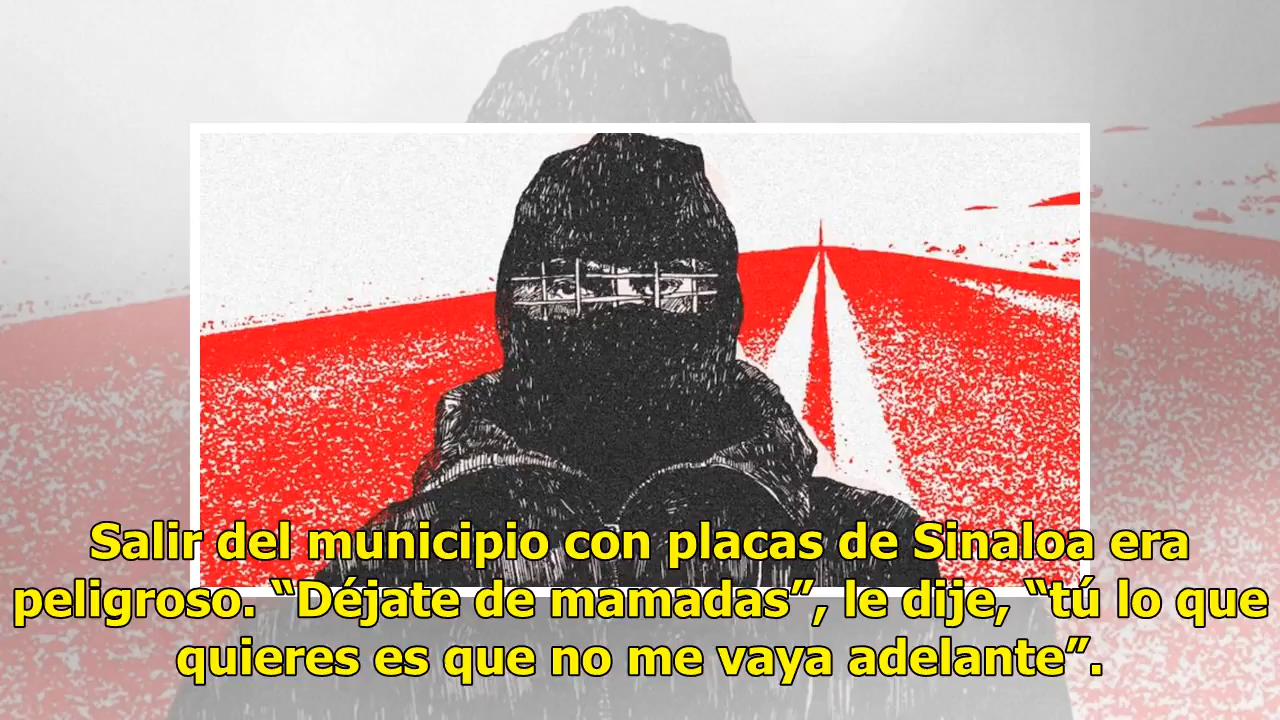 Salir del municipio con placas de Sinaloa era
peligroso. “Déjate de mamadas”, le dije, “tú lo que
quieres es que no me vaya adelante”.